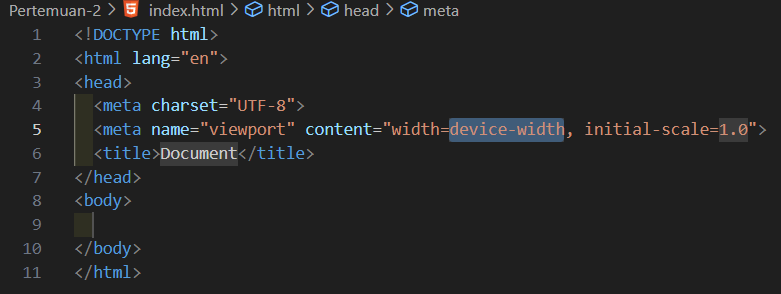 Pertemuan-2 > index.html > html > head > meta
1 <!DOCTYPE html>
2 <html lang="en">
3 <head>
4   <meta charset="UTF-8">
5   <meta name="viewport" content="width=device-width, initial-scale=1.0">
6   <title>Document</title>
7 </head>
8 <body>
9
10 </body>
11 </html>